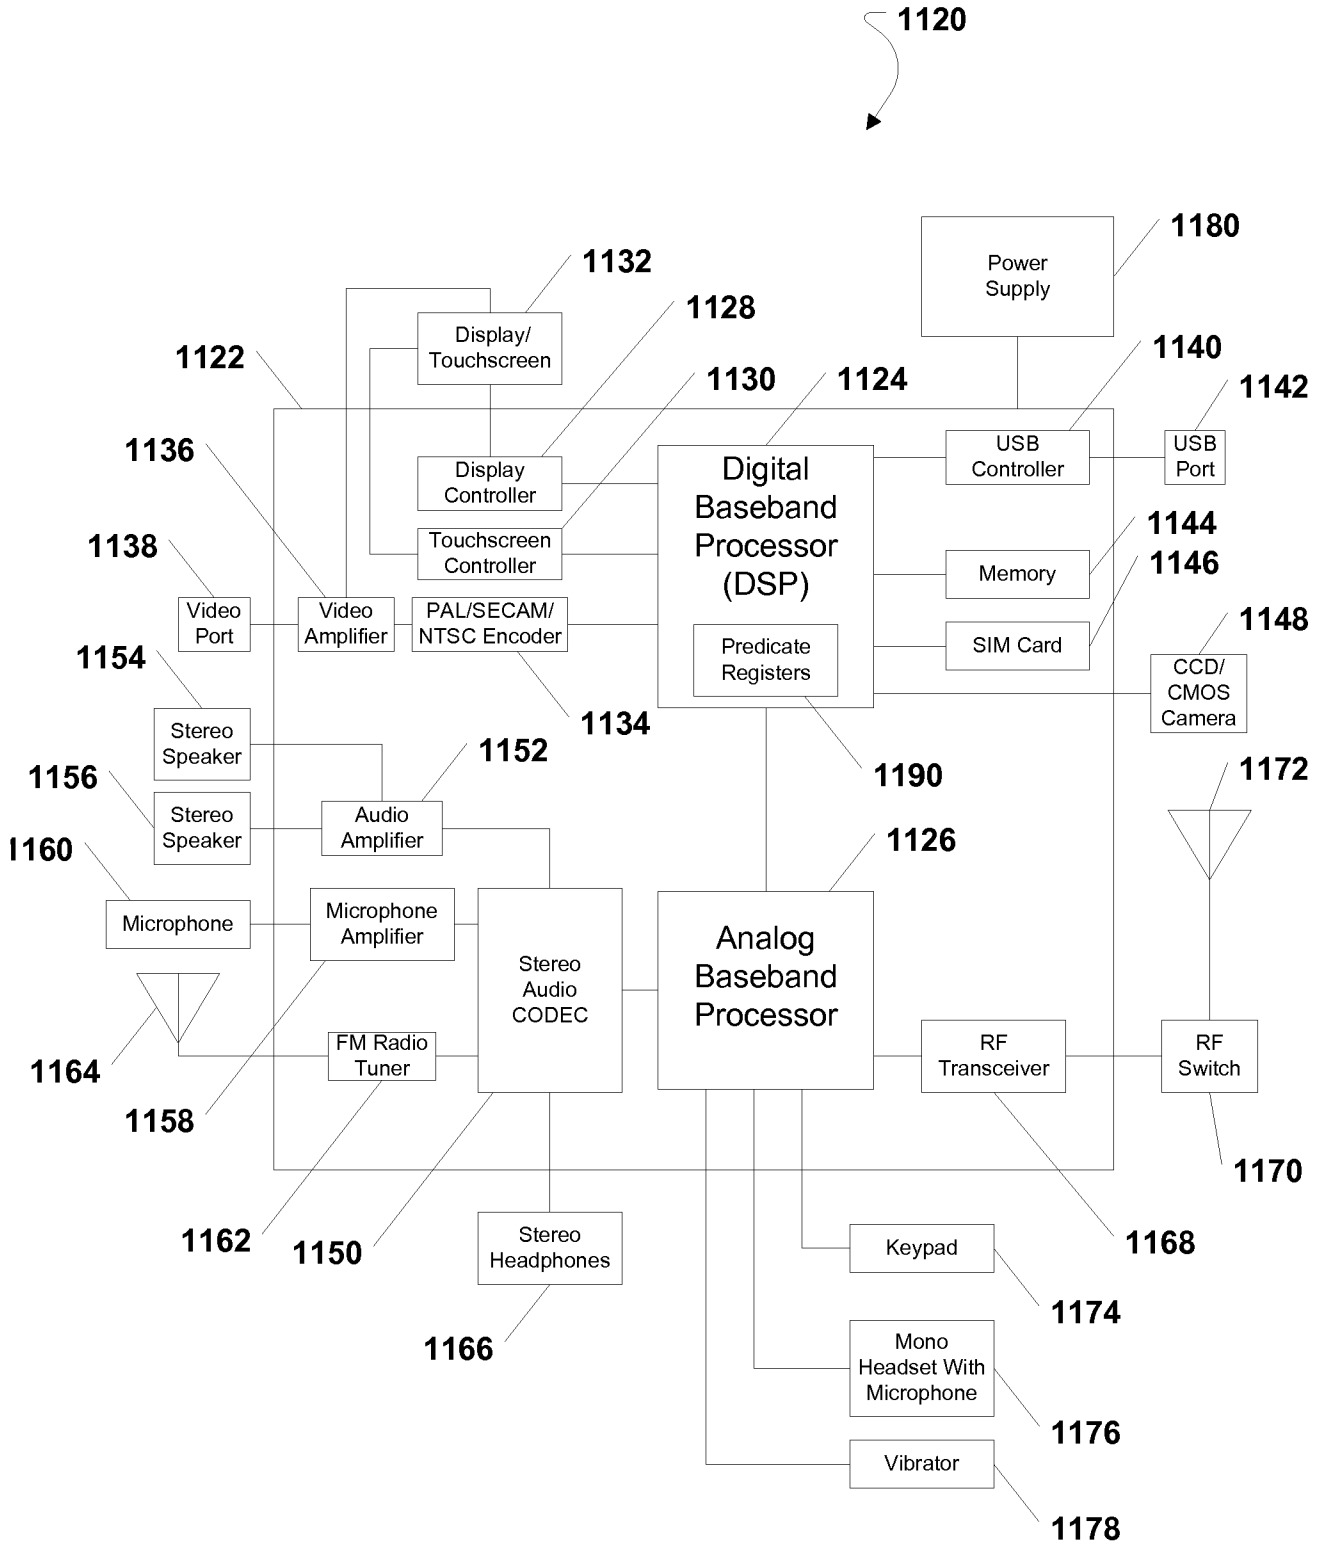 1120
1180
Power
Supply
1132
1128
1122
Display/
Touchscreen
1140
1130
1124
1142
1136
USB
Controller
USB
Port
Display
Controller
Digital
Baseband
Processor
(DSP)
1138
1144
Touchscreen
Controller
1146
Memory
Video
Port
Video
Amplifier
PAL/SECAM/
NTSC Encoder
1148
1154
Predicate
Registers
SIM Card
CCD/
CMOS
Camera
1134
Stereo
Speaker
1152
1190
1172
1156
Stereo
Speaker
Audio
Amplifier
1126
1160
Microphone
Microphone
Amplifier
Analog
Baseband
Processor
Stereo
Audio
CODEC
FM Radio
Tuner
RF
Transceiver
RF
Switch
1164
1158
1170
1162
1150
1168
Stereo
Headphones
Keypad
1174
1166
Mono
Headset With
Microphone
1176
Vibrator
1178